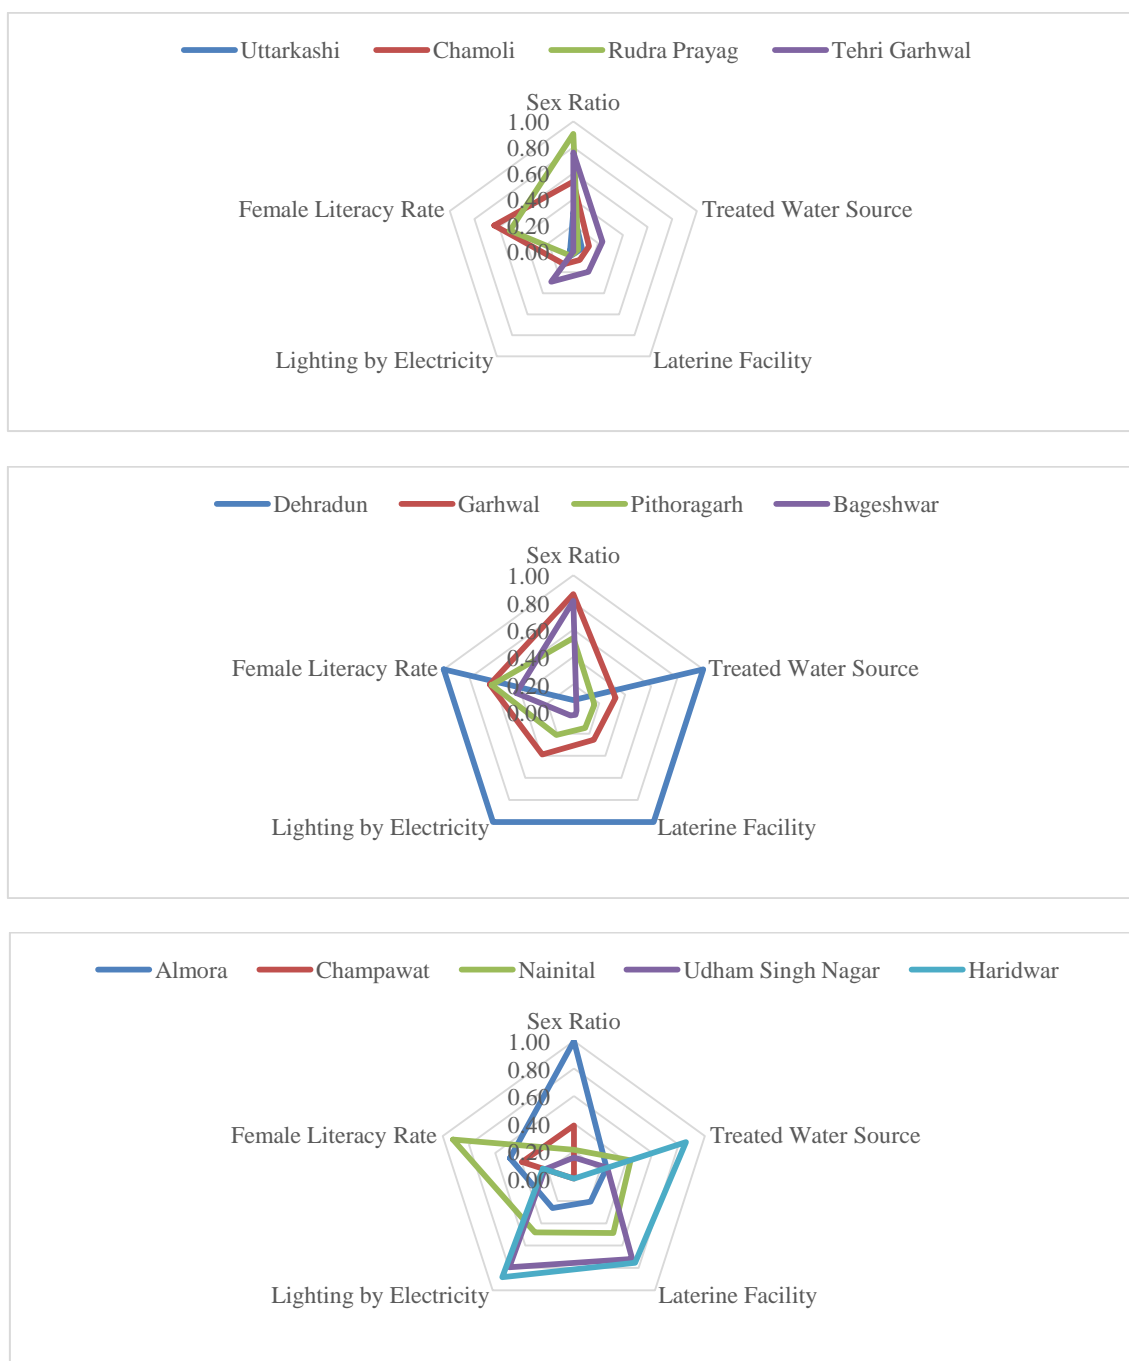 Uttarkashi Chamoli Rudra Prayag Tehri Garhwal
Sex Ratio
1.00
0.80
0.60
0.40
0.20
0.00
Female Literacy Rate
Treated Water Source
Lighting by Electricity
Laterine Facility
Dehradun Garhwal Pithoragarh Bageshwar
Sex Ratio
1.00
0.80
0.60
0.40
0.20
0.00
Female Literacy Rate
Treated Water Source
Lighting by Electricity
Laterine Facility
Almora Champawat Nainital Udham Singh Nagar Haridwar
Sex Ratio
1.00
0.80
0.60
0.40
0.20
0.00
Female Literacy Rate
Treated Water Source
Lighting by Electricity
Laterine Facility